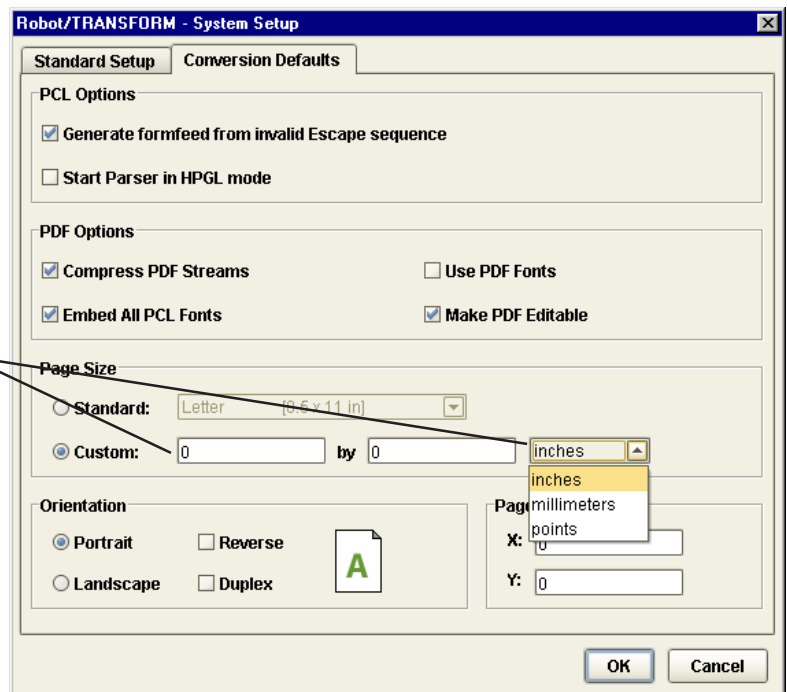 Robot/TRANSFORM - System Setup
Standard Setup Conversion Defaults
PCL Options
Generate formfeed from invalid Escape sequence
Start Parser in HPGL mode
PDF Options
Compress PDF Streams Use PDF Fonts
Embed All PCL Fonts Make PDF Editable
Page Size
Standard: Letter [8.5 x 11 in]
Custom: 0 by 0 inches
inches
millimeters
points
Orientation Page
Portrait Reverse
Landscape Duplex
A
X: 0
Y: 0
OK Cancel